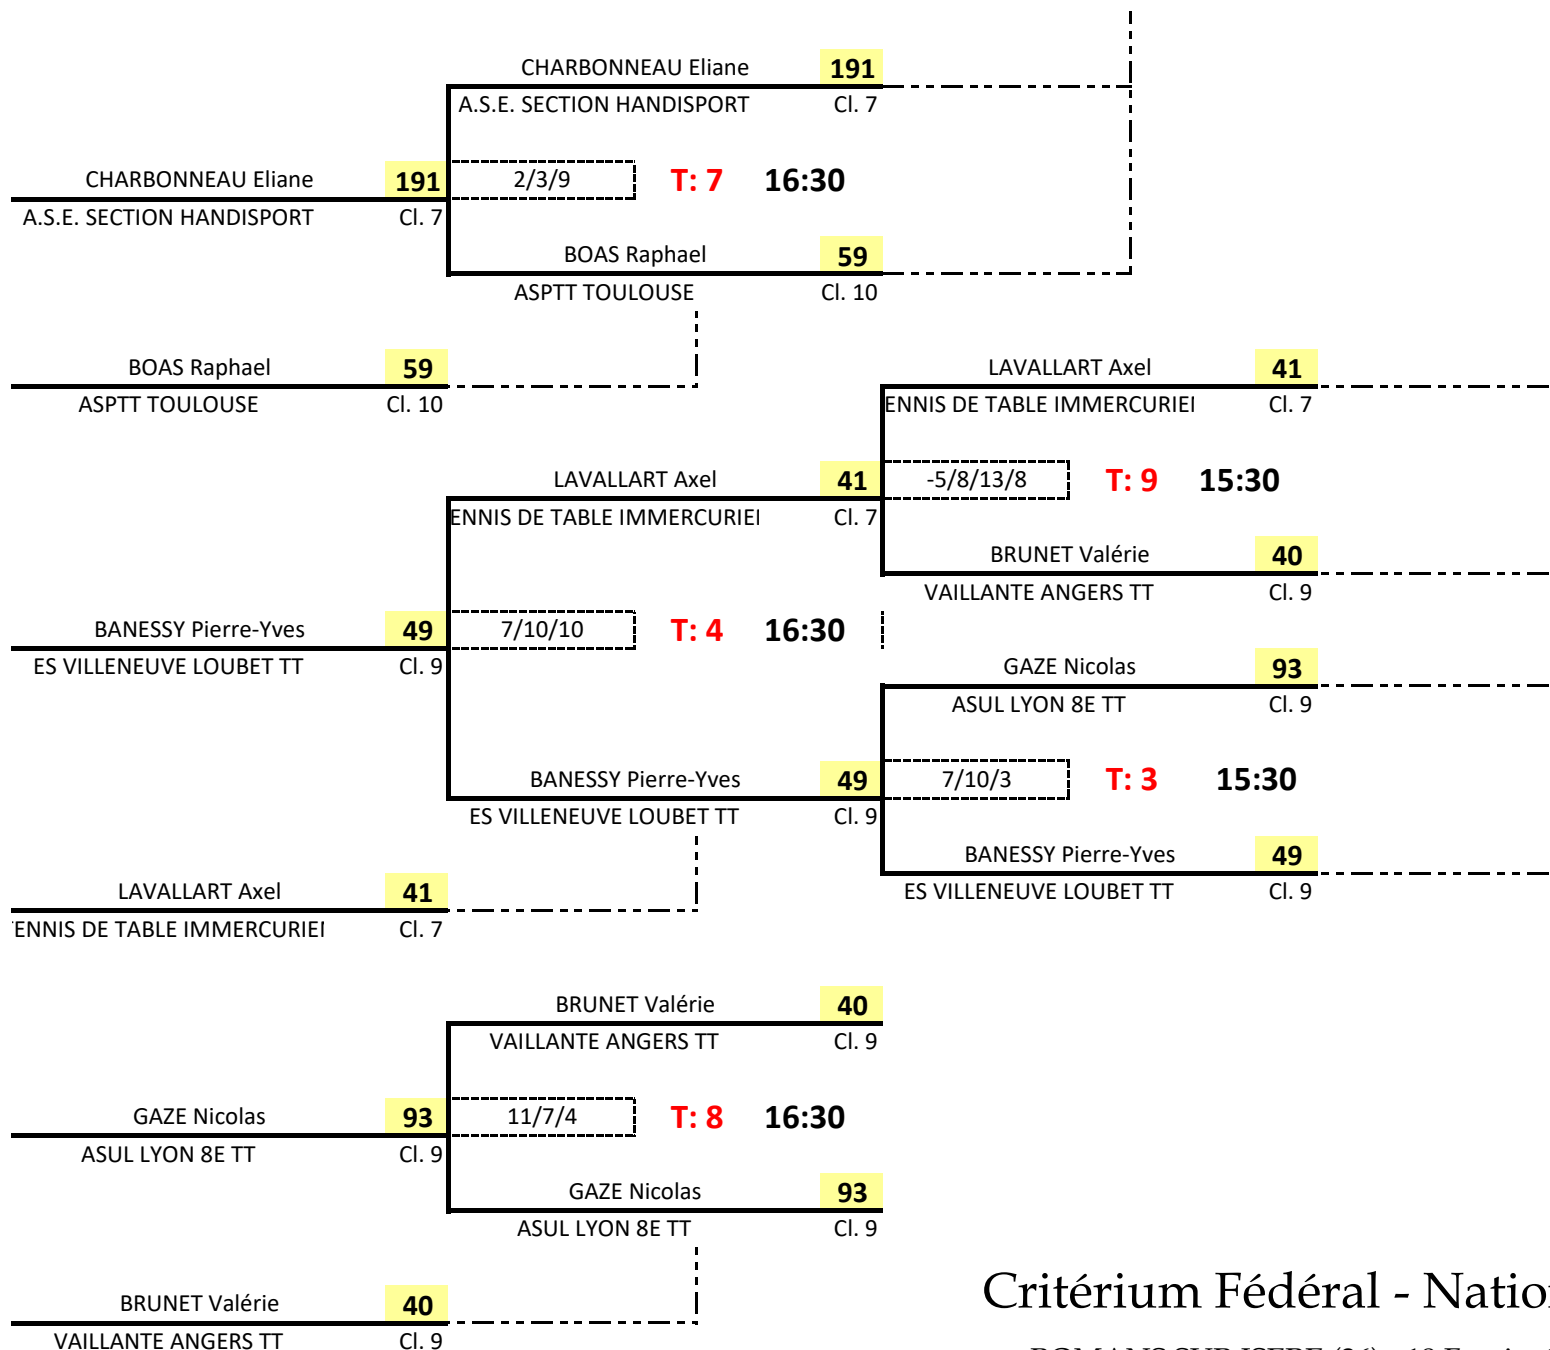 CHARBONNEAU Eliane 191
A.S.E. SECTION HANDISPORT Cl. 7
CHARBONNEAU Eliane 191 2/3/9 T: 7 16:30
A.S.E. SECTION HANDISPORT Cl. 7
BOAS Raphael 59
ASPTT TOULOUSE Cl. 10
BOAS Raphael 59 LAVALLART Axel 41
ASPTT TOULOUSE Cl. 10 ENNIS DE TABLE IMMERCURIEI Cl. 7
LAVALLART Axel 41 -5/8/13/8 T: 9 15:30
ENNIS DE TABLE IMMERCURIEI Cl. 7
BRUNET Valérie 40
VAILLANTE ANGERS TT Cl. 9
BANESSY Pierre-Yves 49 7/10/10 T: 4 16:30
ES VILLENEUVE LOUBET TT Cl. 9 GAZE Nicolas 93
ASUL LYON 8E TT Cl. 9
BANESSY Pierre-Yves 49 7/10/3 T: 3 15:30
ES VILLENEUVE LOUBET TT Cl. 9
BANESSY Pierre-Yves 49
LAVALLART Axel 41 ES VILLENEUVE LOUBET TT Cl. 9
ENNIS DE TABLE IMMERCURIEI Cl. 7
BRUNET Valérie 40
VAILLANTE ANGERS TT Cl. 9
GAZE Nicolas 93 11/7/4 T: 8 16:30
ASUL LYON 8E TT Cl. 9
GAZE Nicolas 93
ASUL LYON 8E TT Cl. 9
BRUNET Valérie 40 Critérium Fédéral - Natio
VAILLANTE ANGERS TT Cl. 9